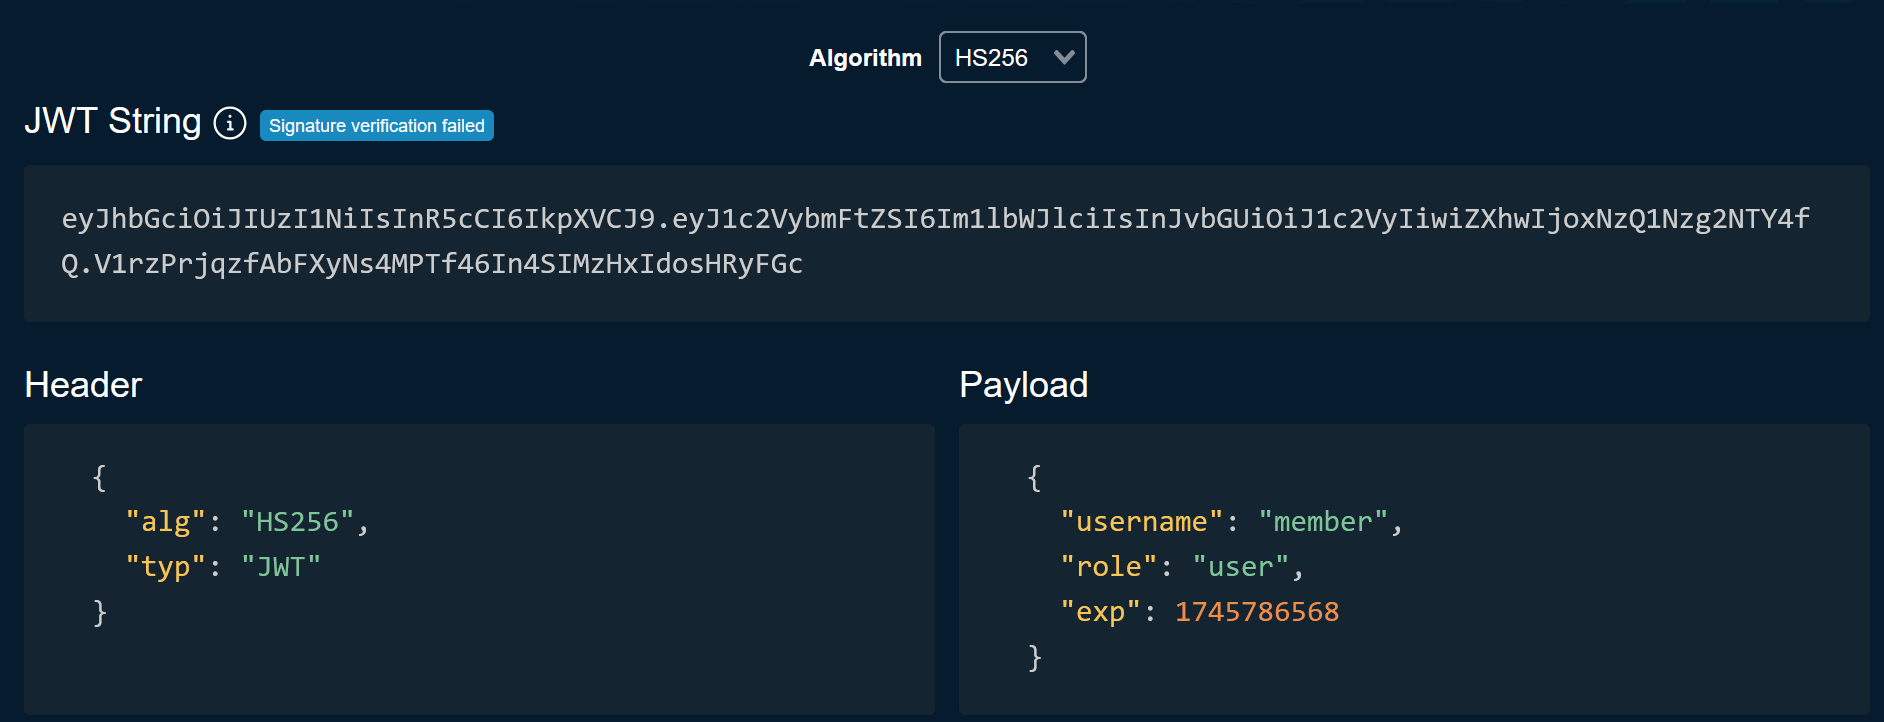 Algorithm HS256
JWT String Signature verification failed
eyJhbGciOiJIUzI1NiIsInR5cCI6IkpXVCJ9.eyJ1c2VybmFtZSI6Im1lbWJlciIsInJvbGUiOiJ1c2VyIiwiZXhwIjoxNzQ1Nzg2NTY4f
Q.V1rzPrjqzfAbFXyNs4MPTf46In4SIMzHxIdosHRyFGc
Header
{
"alg": "HS256",
"typ": "JWT"
}
Payload
{
"username": "member",
"role": "user",
"exp": 1745786568
}